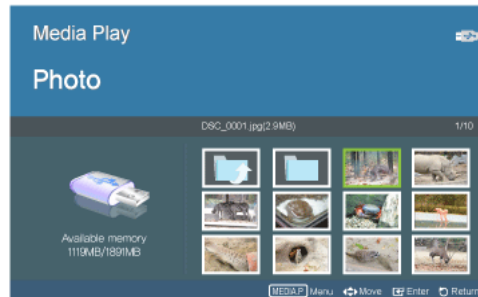 Media Play
Photo
DSC_0001.jpg(2.9MB) 1/10
Available memory
1119MB/1891MB
MEDIA.P Menu Move Enter Return